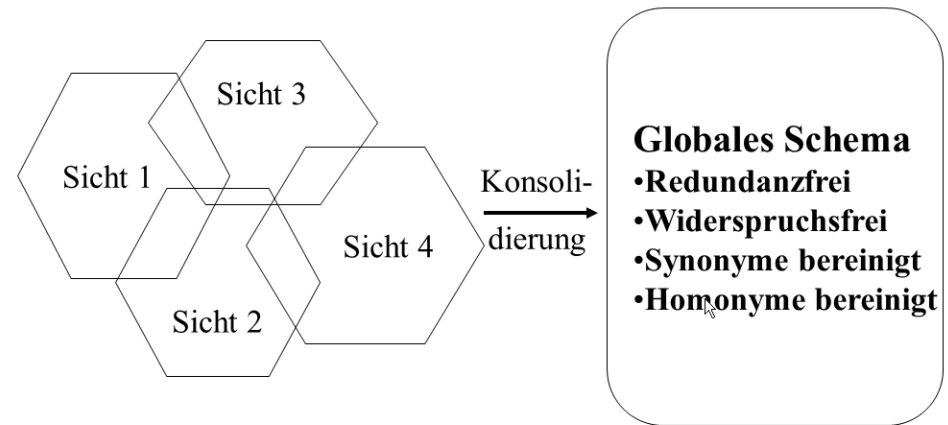 Sicht 3
Sicht 1
Sicht 4
Sicht 2
Konsoli-
dierung
Globales Schema
•Redundanzfrei
•Widerspruchsfrei
•Synonyme bereinigt
•Homonyme bereinigt